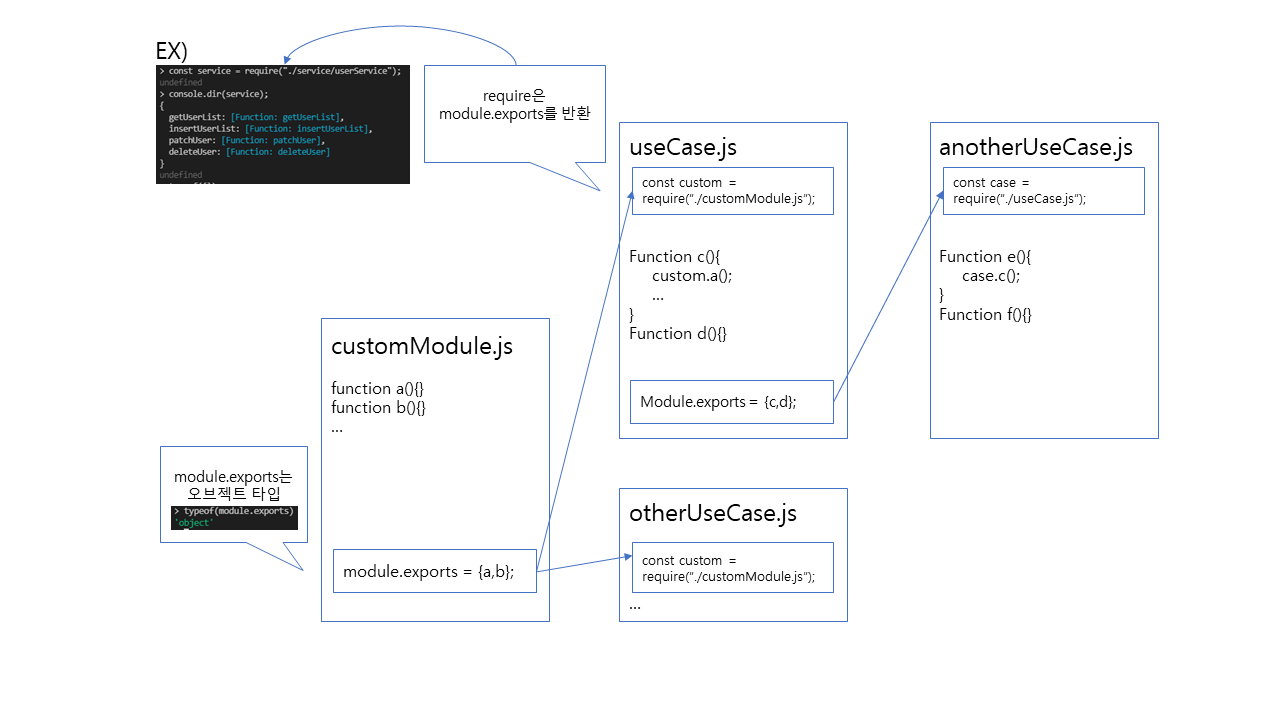 EX)
> const service = require("./service/userService");
undefined
> console.dir(service);
{
getUserList: [Function: getUserList],
insertUserList: [Function: insertUserList],
patchUser: [Function: patchUser],
deleteUser: [Function: deleteUser]
}
undefined
require은
module.exports를 반환
useCase.js
const custom =
require("./customModule.js");
Function c(){
custom.a();
...
}
Function d(){}
Module.exports = {c,d};
anotherUseCase.js
const case =
require("./useCase.js");
Function e(){
case.c();
}
Function f(){}
customModule.js
function a(){}
function b(){}
...
module.exports = {a,b};
module.exports는
오브젝트 타입
> typeof(module.exports)
'object'
otherUseCase.js
const custom =
require("./customModule.js");
...